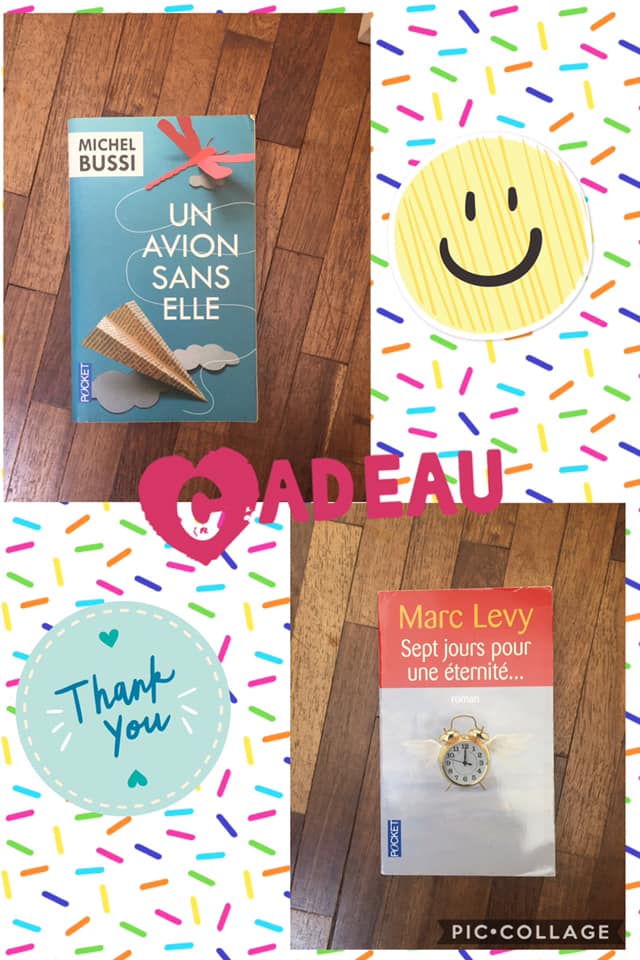 MICHEL
BUSSI
UN
AVION
SANS
ELLE
POCKET
CADEAU
Thank
You
Marc Levy
Sept jours pour
une éternité...
roman
POCKET
PIC•COLLAGE